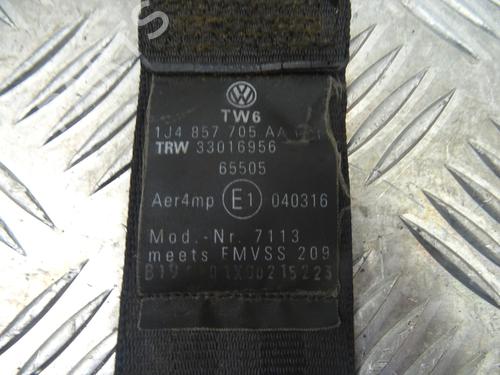 TW6
1J4 857 705 AA
TRW 33016956
65505
Aer4mp E1 040316
Mod.-Nr. 7113
meets FMVSS 209